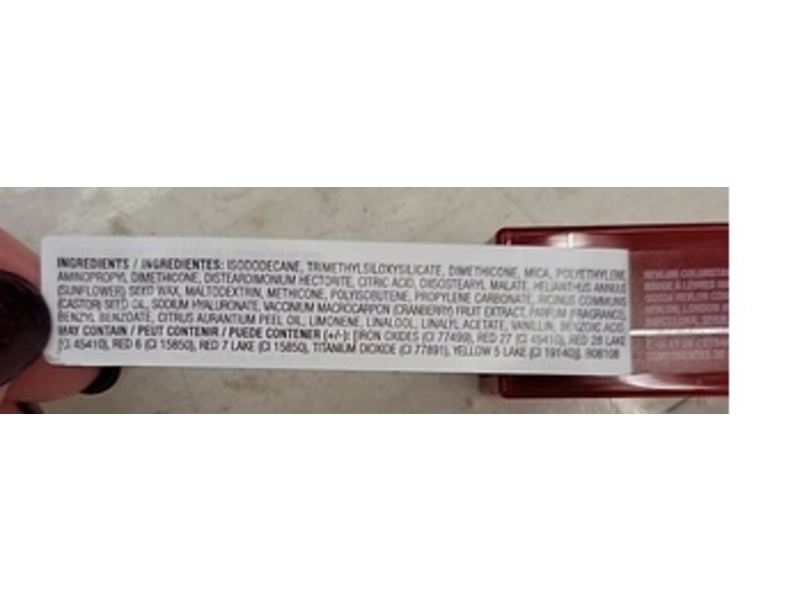 INGREDIENTS / INGREDIENTES: ISODODECANE, TRIMETHYLSILOXYSILICATE, DIMETHICONE, MICA, POLYETHYLENE,
AMINOPROPYL DIMETHICONE, DISTEARDIMONIUM HECTORITE, CITRIC ACID, DIISOSTEARYL MALATE, HELIANTHUS ANNUUS
(SUNFLOWER) SEED WAX, MALTODEXTRIN, METHICONE, POLYISOBUTENE, PROPYLENE CARBONATE, RICINUS COMMUNIS
(CASTOR) SEED OIL, SODIUM HYALURONATE, VACCINIUM MACROCARPON (CRANBERRY) FRUIT EXTRACT, PARFUM (FRAGRANCE),
BENZYL BENZOATE, CITRUS AURANTIUM PEEL OIL, LIMONENE, LINALOOL, LINALYL ACETATE, VANILLIN, BENZOIC ACID
MAY CONTAIN / PEUT CONTENIR / PUEDE CONTENER (+/-): [IRON OXIDES (CI 77499), RED 27 (CI 45410), RED 28 LAKE
(CI 45410), RED 6 (CI 15850), RED 7 LAKE (CI 15850), TITANIUM DIOXIDE (CI 77891), YELLOW 5 LAKE (CI 19140)].
REVLON COLORSTAY